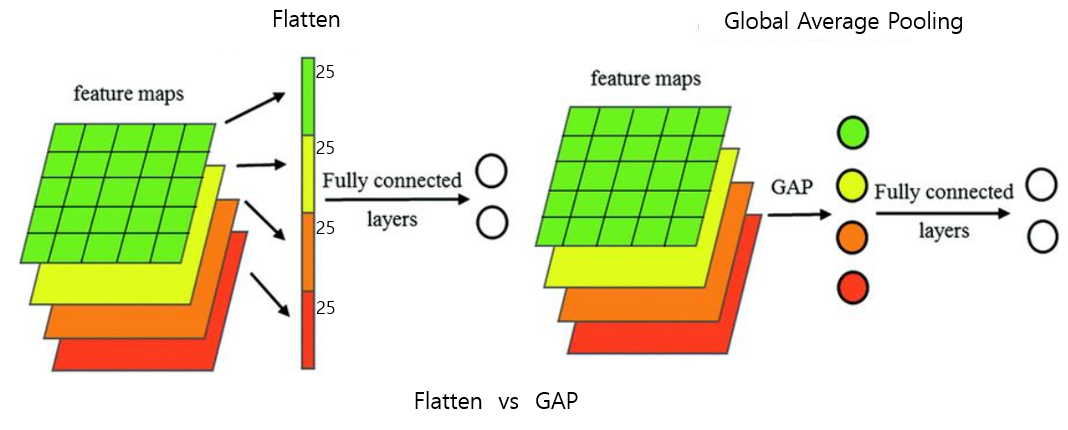 Flatten
feature maps
25
25
25
25
Fully connected
layers
Global Average Pooling
feature maps
GAP
Fully connected
layers
Flatten vs GAP